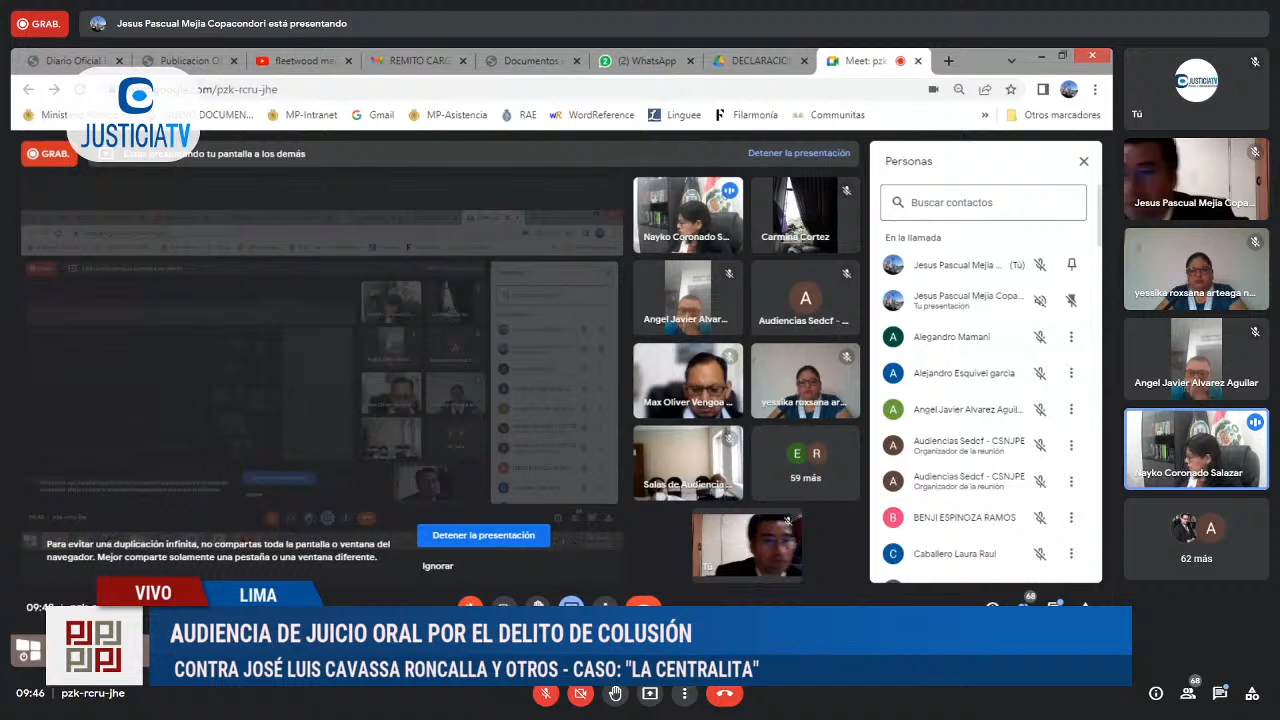 GRAB.
Jesus Pascual Mejia Copacondori está presentando
Diario Oficial
Publicacion O
fleetwood ma
REMITO CAR
Documentos
(2) WhatsApp
DECLARACIO
Meet: pzk
.google.com/pzk-rcru-jhe
MP-Intranet
Gmail
MP-Asistencia
RAE
WordReference
Linguee
Filarmonía
Communitas
Otros marcadores
JUSTICIATV
GRAB.
tu pantalla a los demás
Detener la presentación
Nayko Coronado S...
Carmina Cortez
Angel Javier Alvar...
Audiencias Sedcf - ...
Max Oliver Vengoa ...
yessika roxsana ar...
Salas de Audiencia ...
E R
59 más
Tú
Para evitar una duplicación infinita, no compartas toda la pantalla o ventana del
navegador. Mejor comparte solamente una pestaña o una ventana diferente.
Detener la presentación
Ignorar
Personas
Buscar contactos
En la llamada
Jesus Pascual Mejia ... (Tú)
Jesus Pascual Mejia Copa...
Tu presentación
A Alegandro Mamani
A Alejandro Esquivel garcia
A Angel Javier Alvarez Aguil...
A Audiencias Sedcf - CSNJPE
Organizador de la reunión
A Audiencias Sedcf - CSNJPE
Organizador de la reunión
B BENJI ESPINOZA RAMOS
C Caballero Laura Raul
JUSTICIATV
Tú
Jesus Pascual Mejia Copa...
yessika roxsana arteaga n...
Angel Javier Alvarez Aguilar
Nayko Coronado Salazar
A
62 más
68
VIVO
LIMA
AUDIENCIA DE JUICIO ORAL POR EL DELITO DE COLUSIÓN
CONTRA JOSÉ LUIS CAVASSA RONCALLA Y OTROS - CASO: "LA CENTRALITA"
09:46 | pzk-rcru-jhe
68